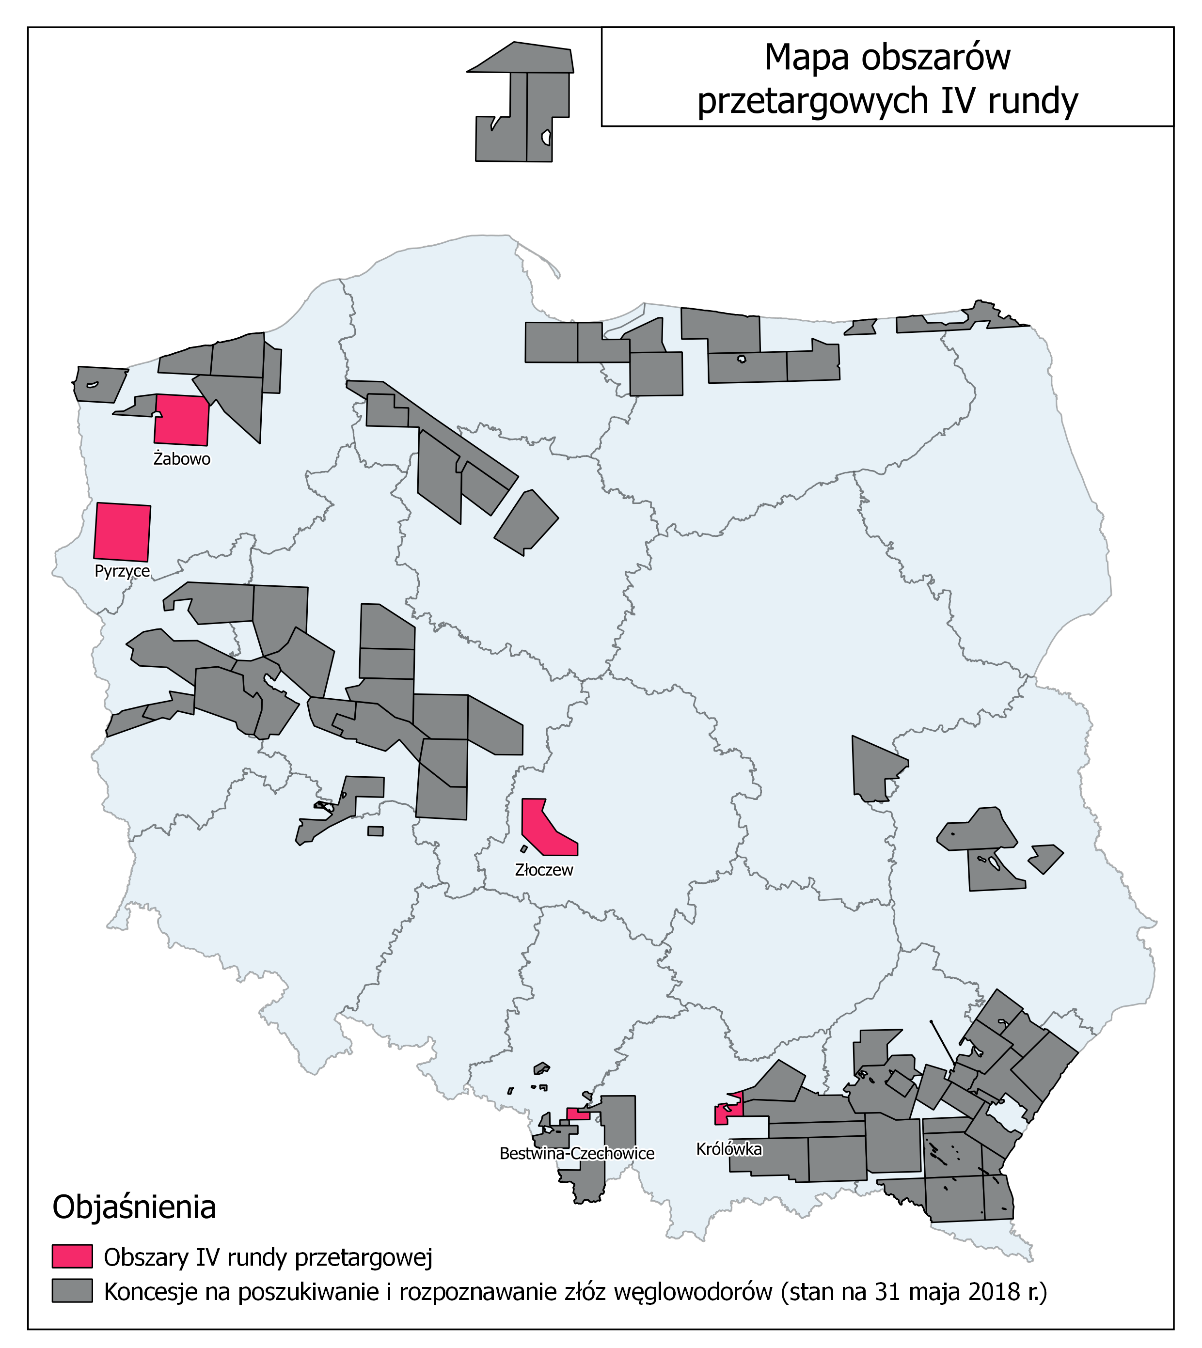 Mapa obszarów
przetargowych IV rundy
Żabowo
Pyrzyce
Złoczew
Bestwina-Czechowice
Królówka
Objaśnienia
Obszary IV rundy przetargowej
Koncesje na poszukiwanie i rozpoznawanie złóż węglowodorów (stan na 31 maja 2018 r.)